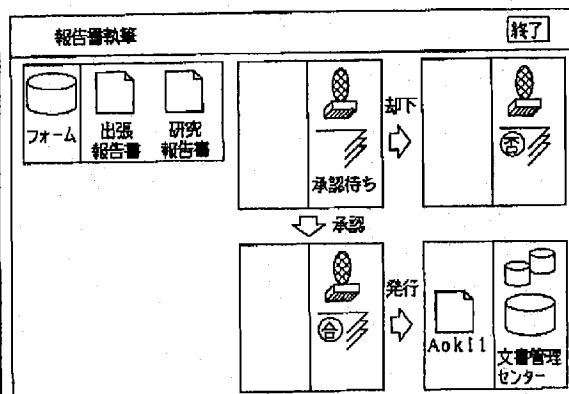 報告書執筆
終了
フォーム
出張
報告書
研究
報告書
承認待ち
却下
否
承認
合
発行
Aoki1
文書管理
センター